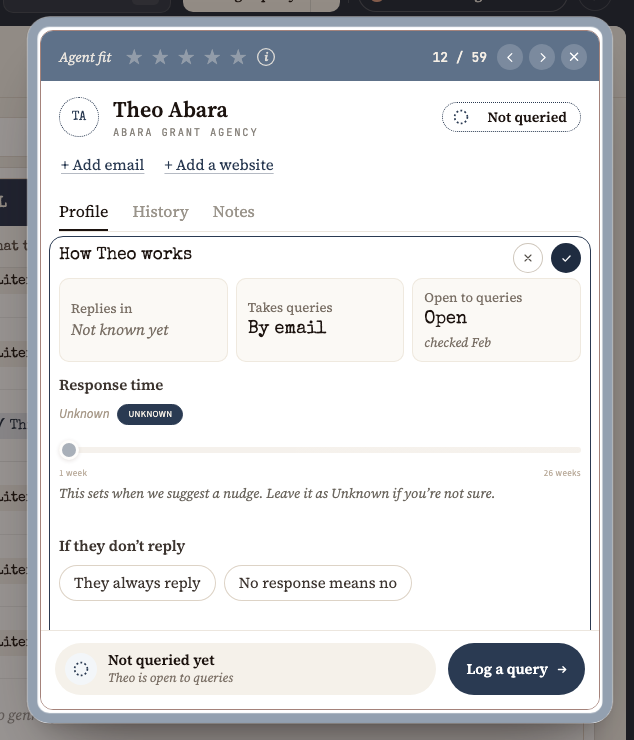 Agent fit
12 / 59
TA
Theo Abara
ABARA GRANT AGENCY
Not queried
+ Add email
+ Add a website
Profile
History
Notes
How Theo works
Replies in
Not known yet
Takes queries
By email
Open to queries
Open
checked Feb
Response time
Unknown
UNKNOWN
1 week
26 weeks
This sets when we suggest a nudge. Leave it as Unknown if you're not sure.
If they don't reply
They always reply
No response means no
Not queried yet
Theo is open to queries
Log a query →